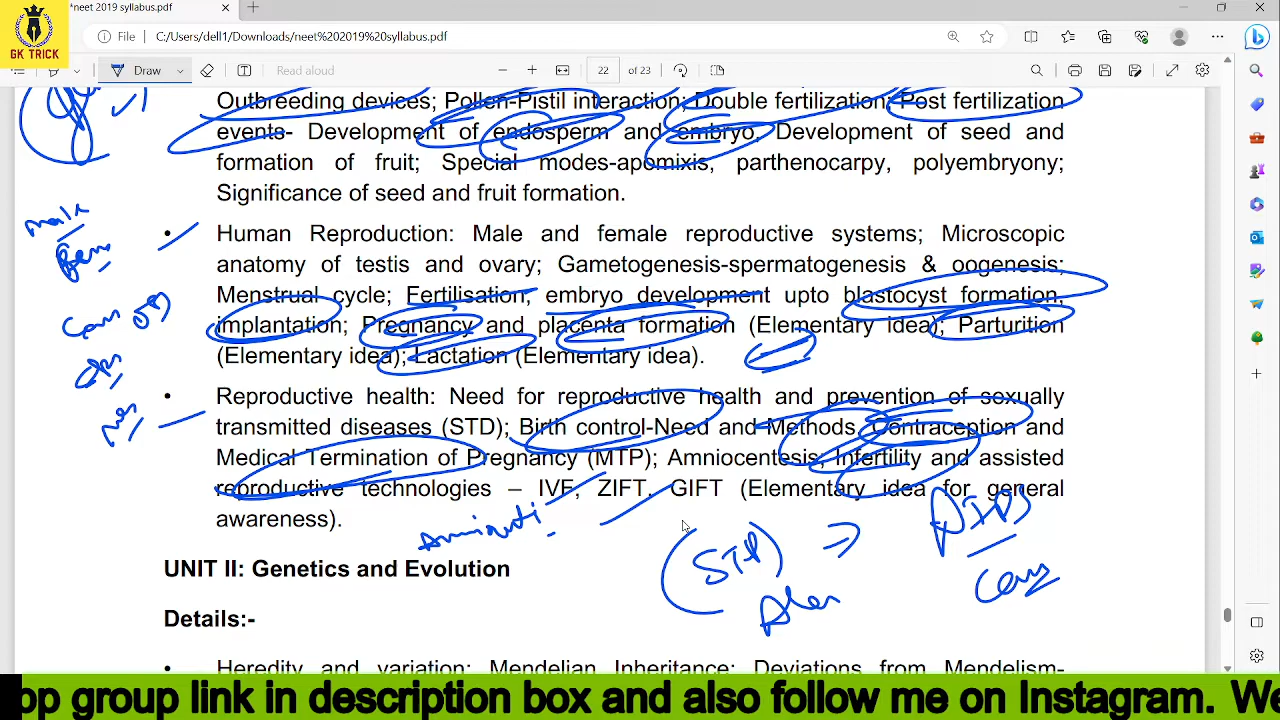 *neet 2019 syllabus.pdf
GK TRICK
File C:/Users/dell1/Downloads/neet%202019%20syllabus.pdf
Draw Read aloud 22 of 23
Outbreeding devices; Pollen-Pistil interaction; Double fertilization; Post fertilization
events- Development of endosperm and embryo, Development of seed and
formation of fruit; Special modes-apomixis, parthenocarpy, polyembryony;
Significance of seed and fruit formation.
male
• Human Reproduction: Male and female reproductive systems; Microscopic
anatomy of testis and ovary; Gametogenesis-spermatogenesis & oogenesis;
Menstrual cycle; Fertilisation, embryo development upto blastocyst formation,
implantation; Pregnancy and placenta formation (Elementary idea); Parturition
(Elementary idea); Lactation (Elementary idea).
• Reproductive health: Need for reproductive health and prevention of sexually
transmitted diseases (STD); Birth control-Need and Methods, Contraception and
Medical Termination of Pregnancy (MTP); Amniocentesis; Infertility and assisted
reproductive technologies – IVF, ZIFT, GIFT (Elementary idea for general
awareness).
(STD) ⇒ AIDS
UNIT II: Genetics and Evolution
Details:-
• Heredity and variation: Mendelian Inheritance; Deviations from Mendelism-
pp group link in description box and also follow me on Instagram. We